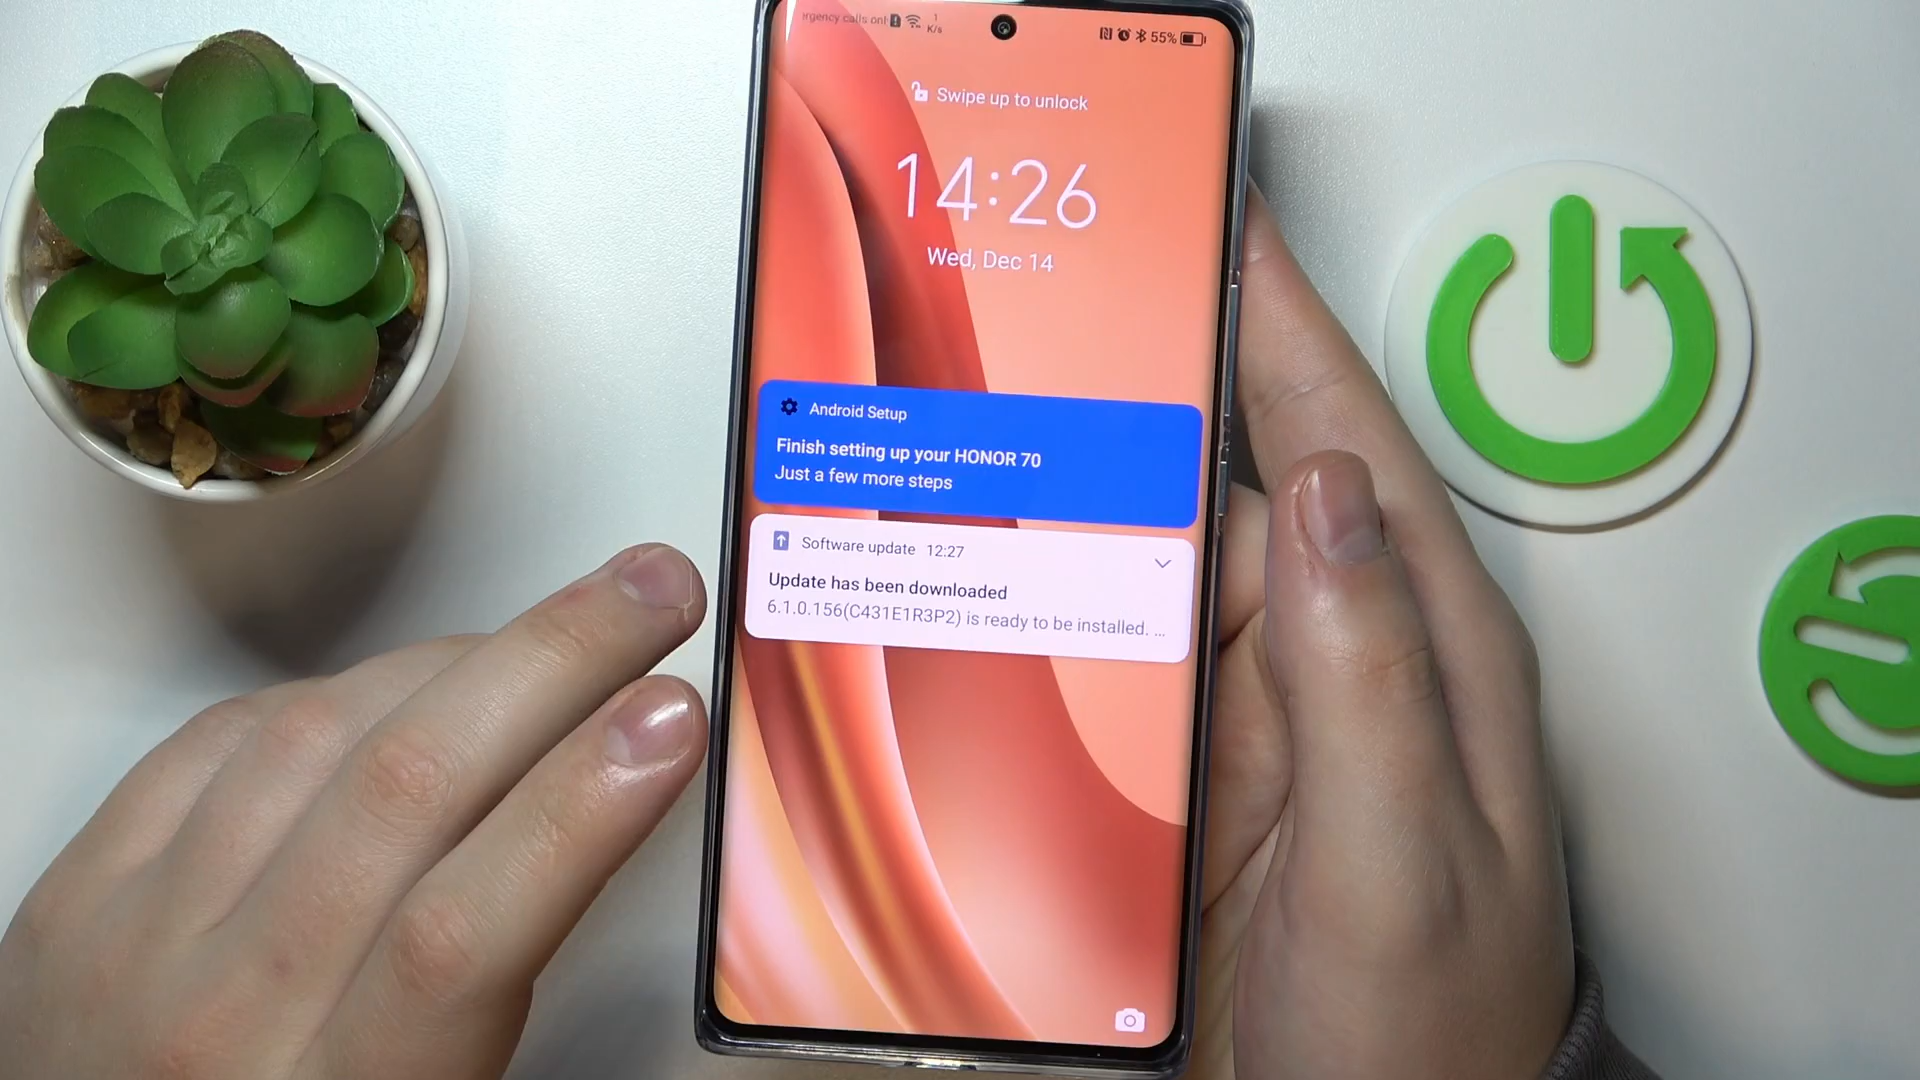 rgency calls onl
1
K/s
55%
Swipe up to unlock
14:26
Wed, Dec 14
Android Setup
Finish setting up your HONOR 70
Just a few more steps
Software update 12:27
Update has been downloaded
6.1.0.156(C431E1R3P2) is ready to be installed. ...